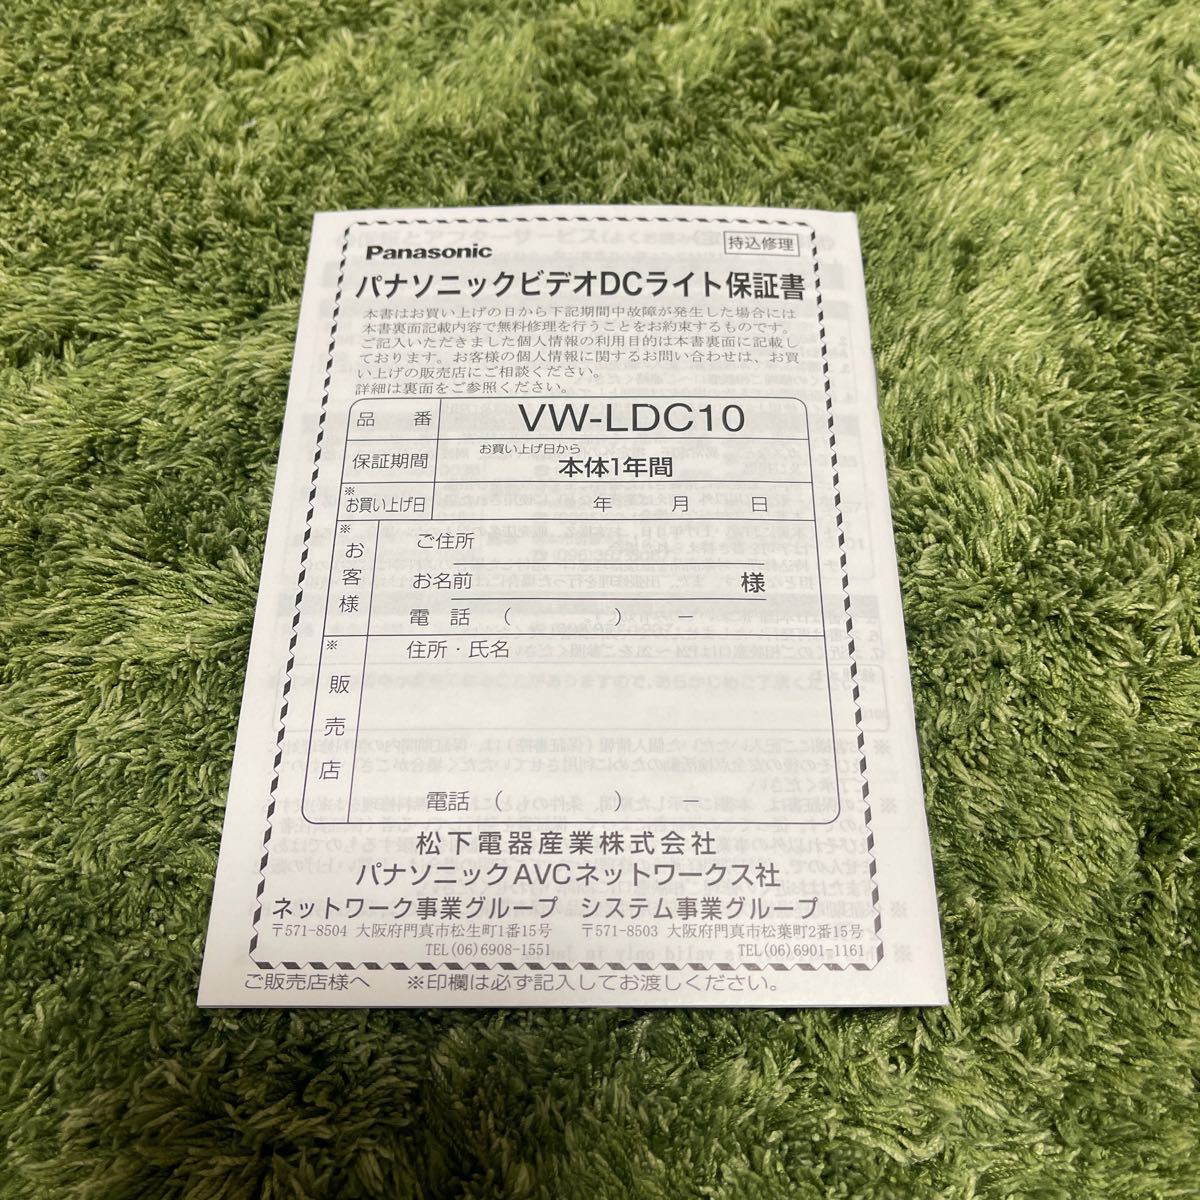 Panasonic
持込修理
パナソニックビデオDCライト保証書
本書はお買い上げの日から下記期間中故障が発生した場合には
本書裏面記載内容で無料修理を行うことをお約束するものです。
ご記入いただきました個人情報の利用目的は本書裏面に記載し
ております。お客様の個人情報に関するお問い合わせは、お買
い上げの販売店にご相談ください。
詳細は裏面をご参照ください。
品 番 VW-LDC10
保証期間 お買い上げ日から
本体1年間
※お買い上げ日 年 月 日
※お客様
ご住所
お名前 様
電 話 ( ) −
※販売店
住所・氏名
電話 ( ) −
松下電器産業株式会社
パナソニックAVCネットワークス社
ネットワーク事業グループ システム事業グループ
〒571-8504 大阪府門真市松生町1番15号 〒571-8503 大阪府門真市松葉町2番15号
TEL(06)6908-1551 TEL(06)6901-1161
ご販売店様へ ※印欄は必ず記入してお渡しください。